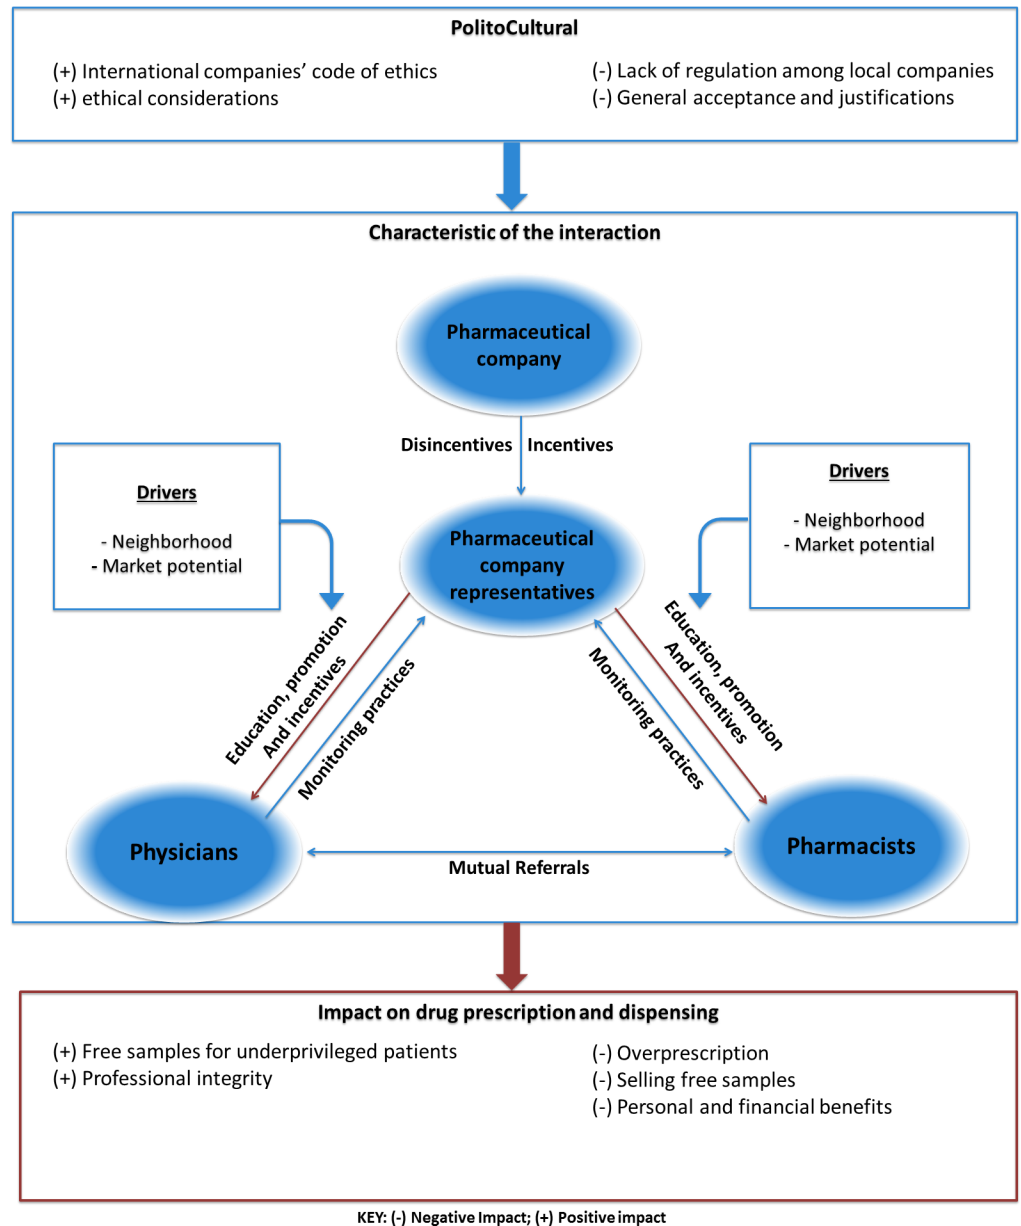 PolitoCultural
(+) International companies’ code of ethics
(+) ethical considerations
(-) Lack of regulation among local companies
(-) General acceptance and justifications
Characteristic of the interaction
Pharmaceutical
company
Disincentives
Incentives
Drivers
- Neighborhood
- Market potential
Drivers
- Neighborhood
- Market potential
Pharmaceutical
company
representatives
Education, promotion
And incentives
Monitoring practices
Monitoring practices
Education, promotion
And incentives
Physicians
Pharmacists
Mutual Referrals
Impact on drug prescription and dispensing
(+) Free samples for underprivileged patients
(+) Professional integrity
(-) Overprescription
(-) Selling free samples
(-) Personal and financial benefits
KEY: (-) Negative Impact; (+) Positive impact